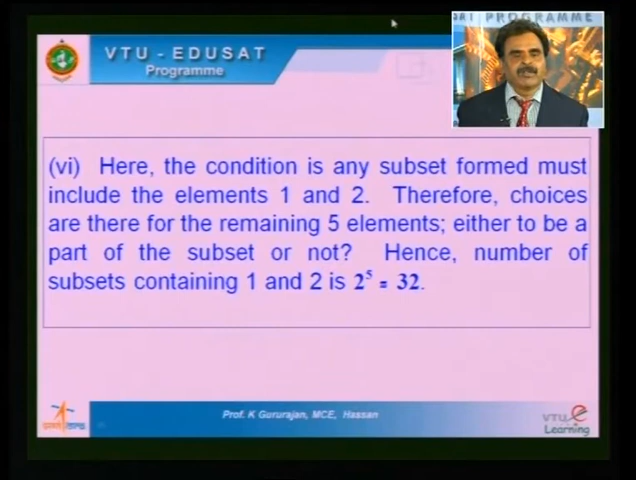 PROGRAMME
VTU - EDUSAT
Programme
(vi) Here, the condition is any subset formed must
include the elements 1 and 2. Therefore, choices
are there for the remaining 5 elements; either to be a
part of the subset or not? Hence, number of
subsets containing 1 and 2 is 2⁵ = 32.
Prof. K Gururajan, MCE, Hassan
VTU e
Learning